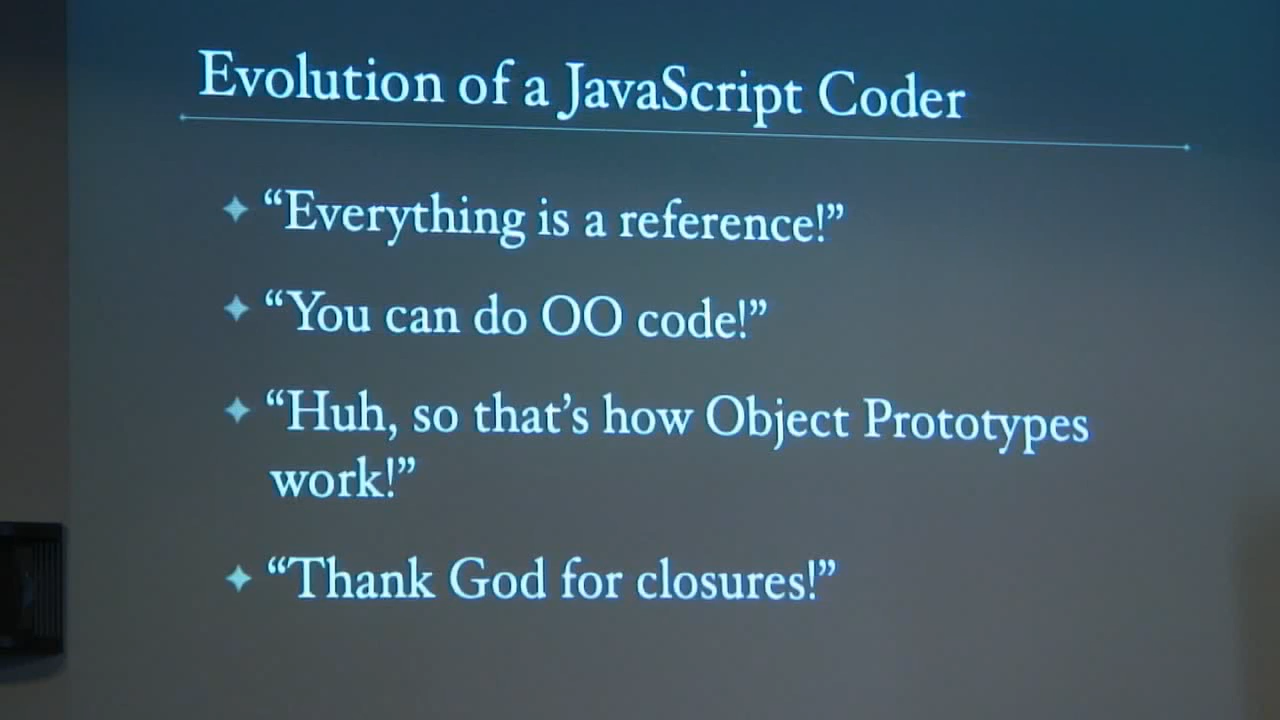 Evolution of a JavaScript Coder
“Everything is a reference!”
“You can do OO code!”
“Huh, so that’s how Object Prototypes
work!”
“Thank God for closures!”